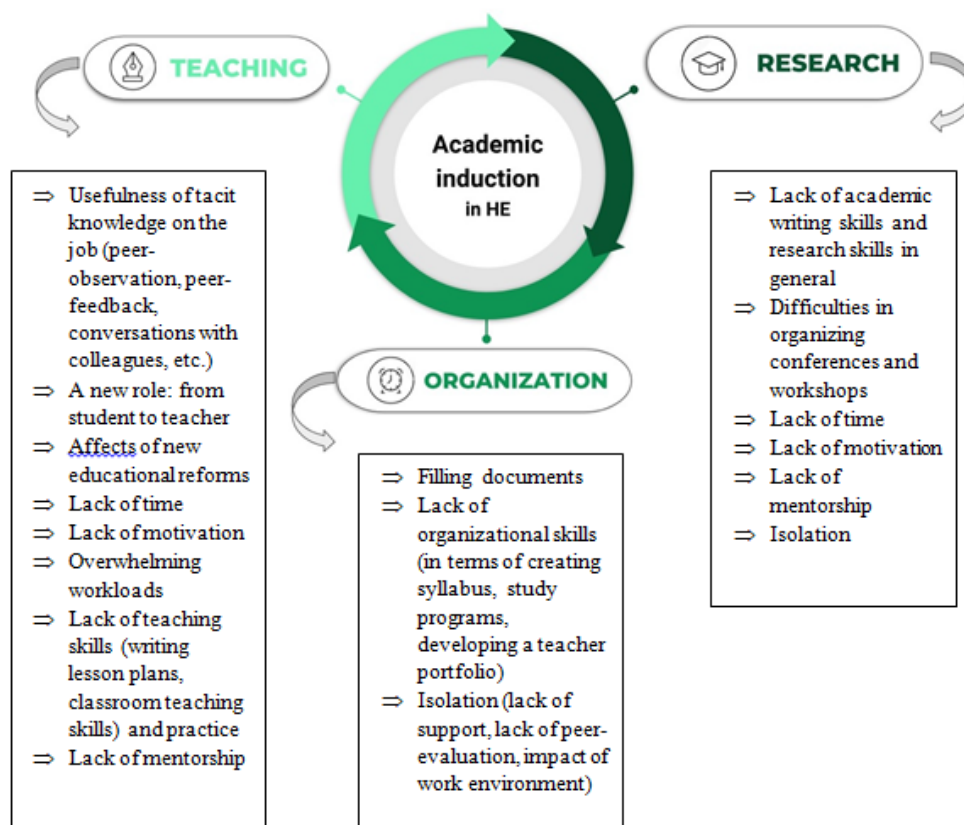 TEACHING
RESEARCH
Academic
induction
in HE
ORGANIZATION
⇒ Usefulness of tacit
knowledge on the
job (peer-
observation, peer-
feedback,
conversations with
colleagues, etc.)
⇒ A new role: from
student to teacher
⇒ Affects of new
educational reforms
⇒ Lack of time
⇒ Lack of motivation
⇒ Overwhelming
workloads
⇒ Lack of teaching
skills (writing
lesson plans,
classroom teaching
skills) and practice
⇒ Lack of mentorship
⇒ Filling documents
⇒ Lack of
organizational skills
(in terms of creating
syllabus, study
programs,
developing a teacher
portfolio)
⇒ Isolation (lack of
support, lack of peer-
evaluation, impact of
work environment)
⇒ Lack of academic
writing skills and
research skills in
general
⇒ Difficulties in
organizing
conferences and
workshops
⇒ Lack of time
⇒ Lack of motivation
⇒ Lack of
mentorship
⇒ Isolation